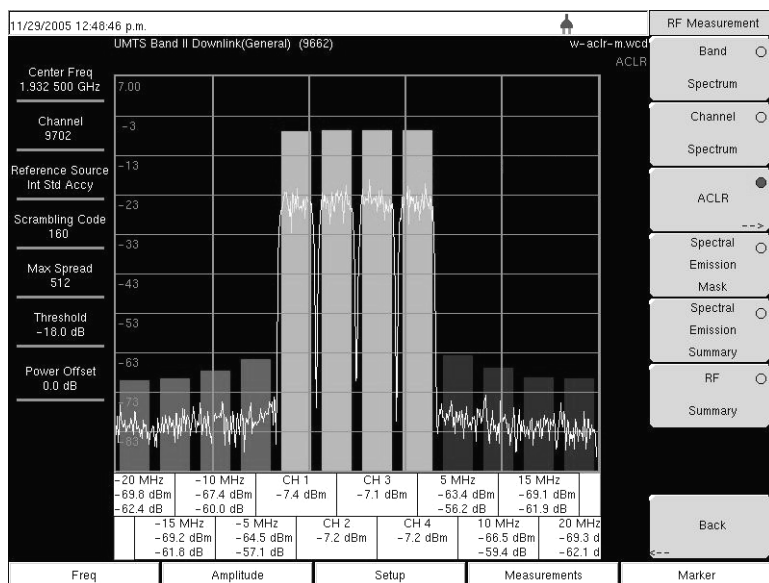 11/29/2005 12:48:46 p.m.
RF Measurement
UMTS Band II Downlink(General) (9662)
w-aclr-m.wcd
ACLR
Center Freq
1.932 500 GHz
Channel
9702
Reference Source
Int Std Accy
Scrambling Code
160
Max Spread
512
Threshold
-18.0 dB
Power Offset
0.0 dB
7.00
-3
-13
-23
-33
-43
-53
-63
-73
-83
-20 MHz -10 MHz CH 1 CH 3 5 MHz 15 MHz
-69.8 dBm -67.4 dBm -7.4 dBm -7.1 dBm -63.4 dBm -69.1 dBm
-62.4 dB -60.0 dB -56.2 dB -61.9 dB
-15 MHz -5 MHz CH 2 CH 4 10 MHz 20 MHz
-69.2 dBm -64.5 dBm -7.2 dBm -7.2 dBm -66.5 dBm -69.3 d
-61.8 dB -57.1 dB -59.4 dB -62.1 d
Band
Spectrum
Channel
Spectrum
ACLR
-->
Spectral
Emission
Mask
Spectral
Emission
Summary
RF
Summary
Back
<--
Freq Amplitude Setup Measurements Marker